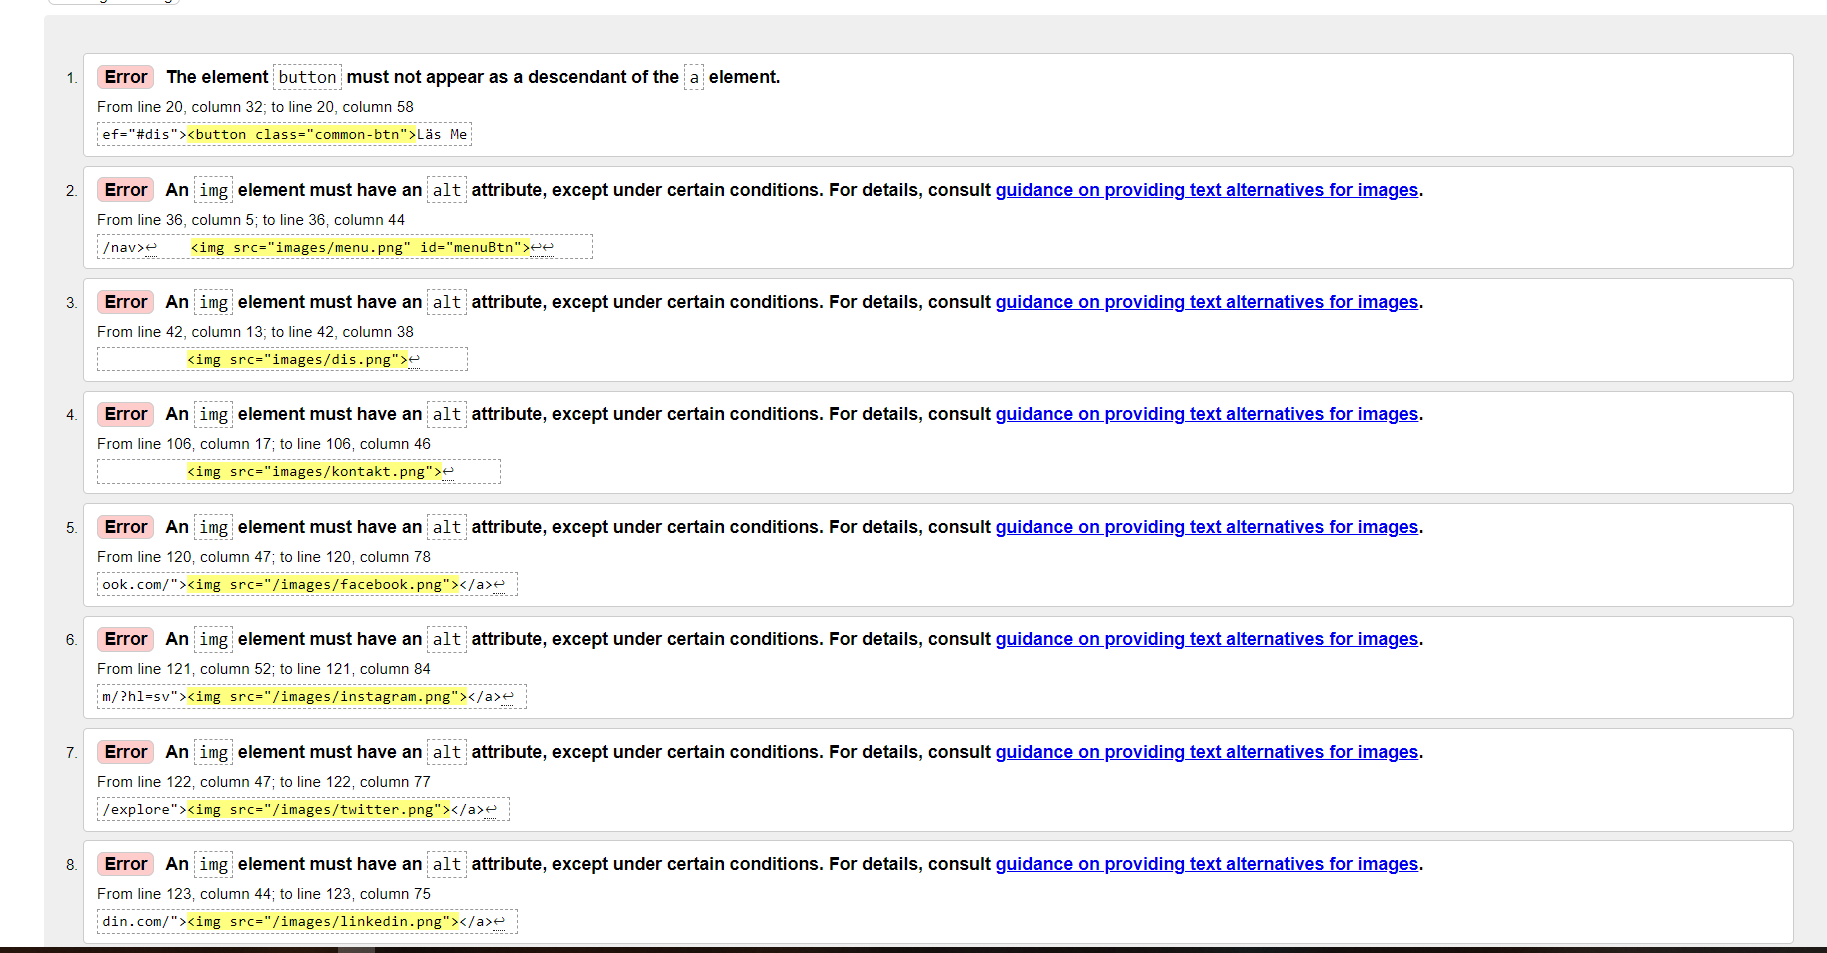 1. Error The element button must not appear as a descendant of the a element.
From line 20, column 32; to line 20, column 58
ef="#dis"><button class="common-btn">Läs Me
2. Error An img element must have an alt attribute, except under certain conditions. For details, consult guidance on providing text alternatives for images.
From line 36, column 5; to line 36, column 44
/nav>↩ <img src="images/menu.png" id="menuBtn">↩↩
3. Error An img element must have an alt attribute, except under certain conditions. For details, consult guidance on providing text alternatives for images.
From line 42, column 13; to line 42, column 38
<img src="images/dis.png">↩
4. Error An img element must have an alt attribute, except under certain conditions. For details, consult guidance on providing text alternatives for images.
From line 106, column 17; to line 106, column 46
<img src="images/kontakt.png">↩
5. Error An img element must have an alt attribute, except under certain conditions. For details, consult guidance on providing text alternatives for images.
From line 120, column 47; to line 120, column 78
ook.com/"><img src="/images/facebook.png"></a>↩
6. Error An img element must have an alt attribute, except under certain conditions. For details, consult guidance on providing text alternatives for images.
From line 121, column 52; to line 121, column 84
m/?hl=sv"><img src="/images/instagram.png"></a>↩
7. Error An img element must have an alt attribute, except under certain conditions. For details, consult guidance on providing text alternatives for images.
From line 122, column 47; to line 122, column 77
/explore"><img src="/images/twitter.png"></a>↩
8. Error An img element must have an alt attribute, except under certain conditions. For details, consult guidance on providing text alternatives for images.
From line 123, column 44; to line 123, column 75
din.com/"><img src="/images/linkedin.png"></a>↩